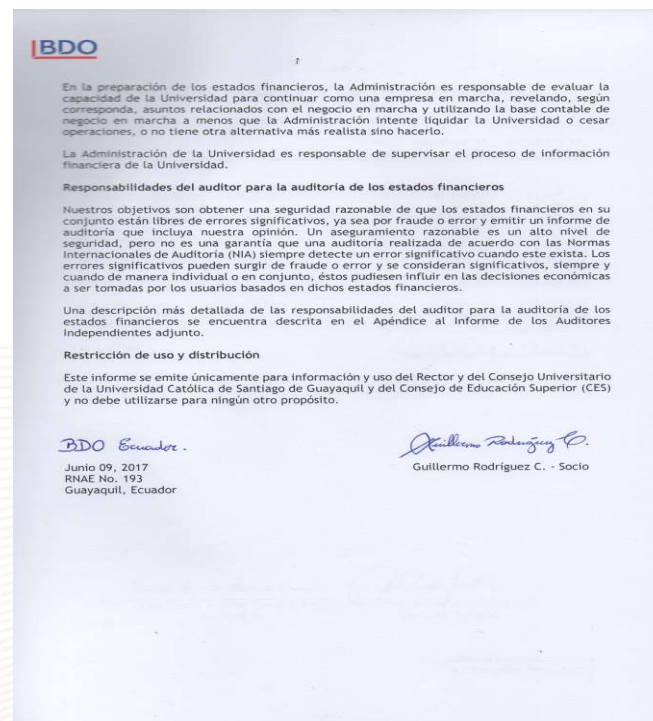 BDO
En la preparación de los estados financieros, la Administración es responsable de evaluar la
capacidad de la Universidad para continuar como una empresa en marcha, revelando, según
corresponda, asuntos relacionados con el negocio en marcha y utilizando la base contable de
negocio en marcha a menos que la Administración intente liquidar la Universidad o cesar
operaciones, o no tiene otra alternativa más realista sino hacerlo.
La Administración de la Universidad es responsable de supervisar el proceso de información
financiera de la Universidad.
Responsabilidades del auditor para la auditoría de los estados financieros
Nuestros objetivos son obtener una seguridad razonable de que los estados financieros en su
conjunto están libres de errores significativos, ya sea por fraude o error y emitir un informe de
auditoría que incluya nuestra opinión. Un aseguramiento razonable es un alto nivel de
seguridad, pero no es una garantía que una auditoría realizada de acuerdo con las Normas
Internacionales de Auditoría (NIA) siempre detecte un error significativo cuando este exista. Los
errores significativos pueden surgir de fraude o error y se consideran significativos, siempre y
cuando de manera individual o en conjunto, éstos pudiesen influir en las decisiones económicas
a ser tomadas por los usuarios basados en dichos estados financieros.
Una descripción más detallada de las responsabilidades del auditor para la auditoría de los
estados financieros se encuentra descrita en el Apéndice al Informe de los Auditores
Independientes adjunto.
Restricción de uso y distribución
Este informe se emite únicamente para información y uso del Rector y del Consejo Universitario
de la Universidad Católica de Santiago de Guayaquil y del Consejo de Educación Superior (CES)
y no debe utilizarse para ningún otro propósito.
BDO Ecuador.
Guillermo Rodríguez C.
Junio 09, 2017
Guillermo Rodríguez C. - Socio
RNAE No. 193
Guayaquil, Ecuador